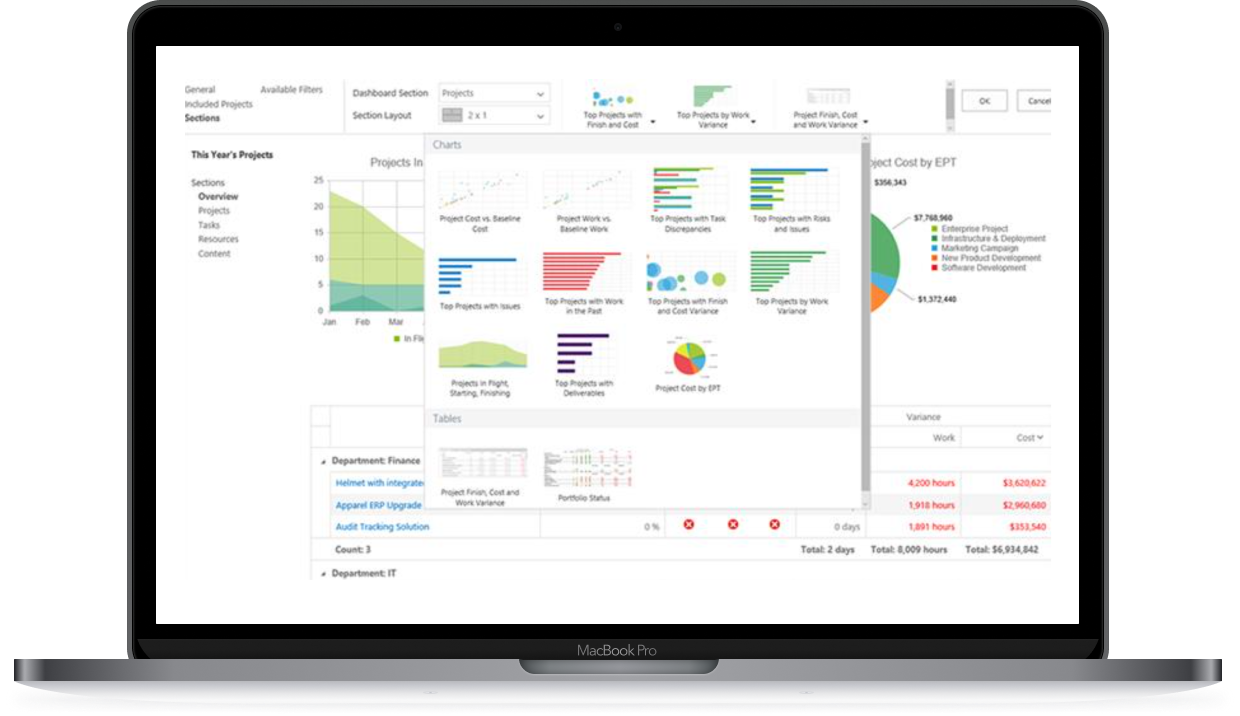 General
Available Filters
Included Projects
Sections
Dashboard Section
Projects
Section Layout
2 x 1
Top Projects with
Finish and Cost
Top Projects by Work
Variance
Project Finish, Cost
and Work Variance
OK
Cancel
This Year's Projects
Sections
Overview
Projects
Tasks
Resources
Content
Projects In
25
20
15
10
5
0
Jan
Feb
Mar
In Fli
Charts
Project Cost vs. Baseline
Cost
Project Work vs.
Baseline Work
Top Projects with Task
Discrepancies
Top Projects with Risks
and Issues
Top Projects with Issues
Top Projects with Work
in the Past
Top Projects with Finish
and Cost Variance
Top Projects by Work
Variance
Projects in Flight,
Starting, Finishing
Top Projects with
Deliverables
Project Cost by EPT
Tables
Project Finish, Cost and
Work Variance
Portfolio Status
oject Cost by EPT
$356,343
$7,768,960
Enterprise Project
Infrastructure & Deployment
Marketing Campaign
New Product Development
Software Development
$1,372,440
Variance
Work
Cost
Department: Finance
Helmet with integrate
4,200 hours
$3,620,622
Apparel ERP Upgrade
1,918 hours
$2,960,680
Audit Tracking Solution
0 %
0 days
1,891 hours
$353,540
Count: 3
Total: 2 days
Total: 8,009 hours
Total: $6,934,842
Department: IT
MacBook Pro